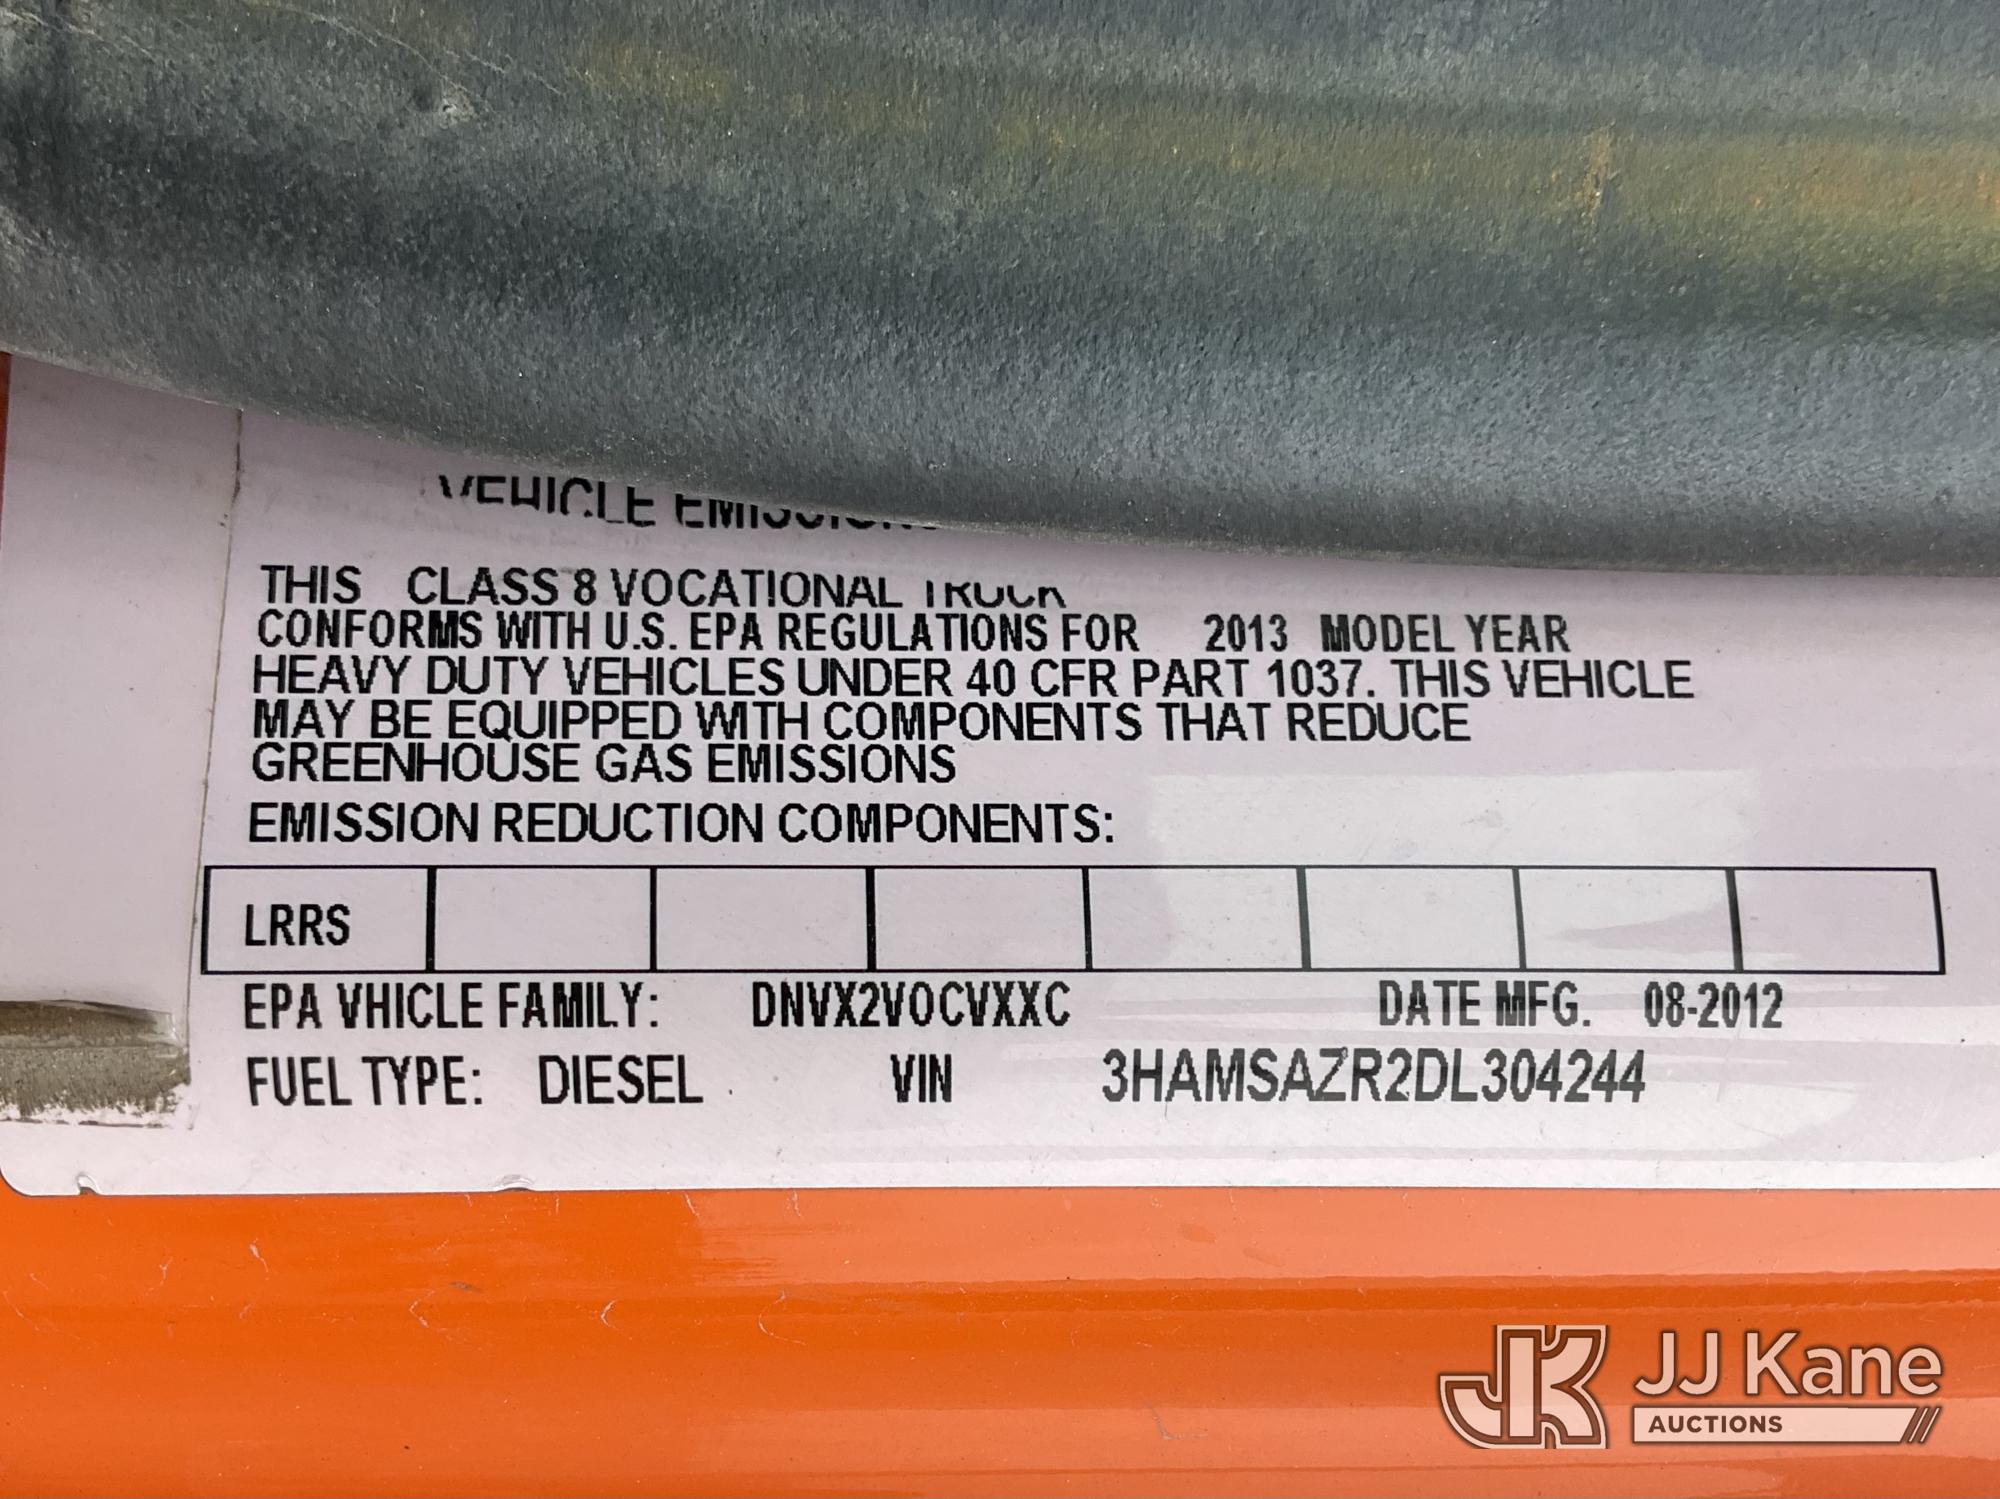 VEHICLE EMISSIONS
THIS CLASS 8 VOCATIONAL TRUCK
CONFORMS WITH U.S. EPA REGULATIONS FOR 2013 MODEL YEAR
HEAVY DUTY VEHICLES UNDER 40 CFR PART 1037. THIS VEHICLE
MAY BE EQUIPPED WITH COMPONENTS THAT REDUCE
GREENHOUSE GAS EMISSIONS
EMISSION REDUCTION COMPONENTS:
LRRS
EPA VHICLE FAMILY: DNVX2VOCVXXC DATE MFG. 08-2012
FUEL TYPE: DIESEL VIN 3HAMSAZR2DL304244
JK JJ Kane
AUCTIONS